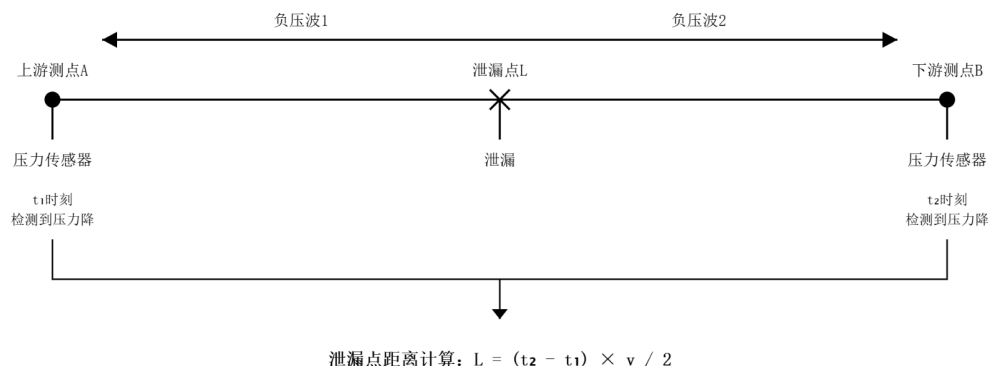 负压波1
负压波2
上游测点A
泄漏点L
下游测点B
压力传感器
泄漏
压力传感器
t₁时刻
检测到压力降
t₂时刻
检测到压力降
泄漏点距离计算：L = (t₂ - t₁) × v / 2